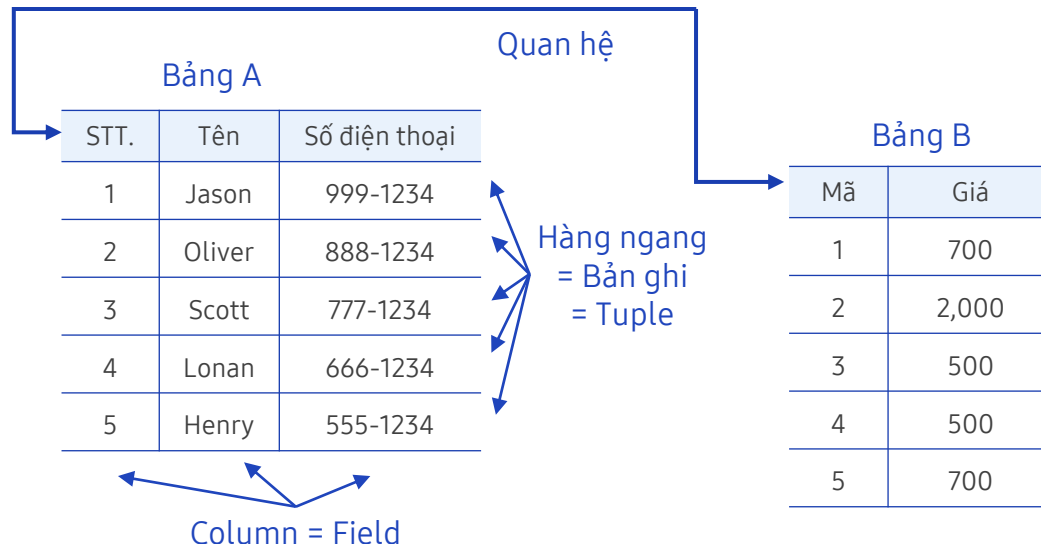 Quan hệ
Bảng A
STT. Tên Số điện thoại
1 Jason 999-1234
2 Oliver 888-1234
3 Scott 777-1234
4 Lonan 666-1234
5 Henry 555-1234
Hàng ngang
= Bản ghi
= Tuple
Column = Field
Bảng B
Mã Giá
1 700
2 2,000
3 500
4 500
5 700